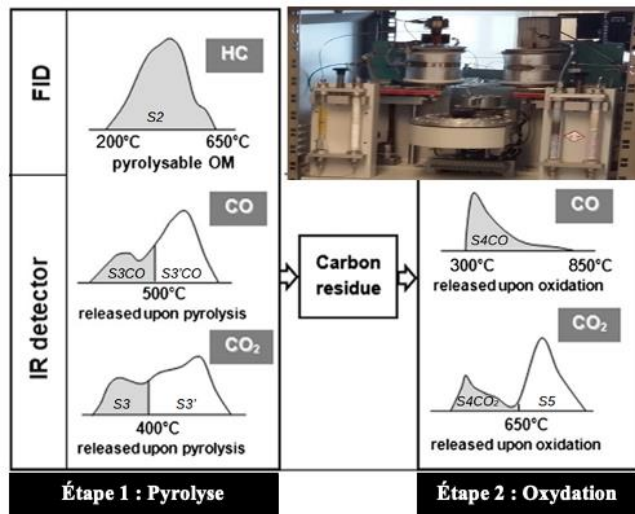 FID
HC
S2
200°C
650°C
pyrolysable OM
IR detector
CO
S3CO
S3'CO
500°C
released upon pyrolysis
CO₂
S3
S3'
400°C
released upon pyrolysis
Carbon
residue
CO
S4CO
300°C
850°C
released upon oxidation
CO₂
S4CO₂
S5
650°C
released upon oxidation
Étape 1 : Pyrolyse
Étape 2 : Oxydation